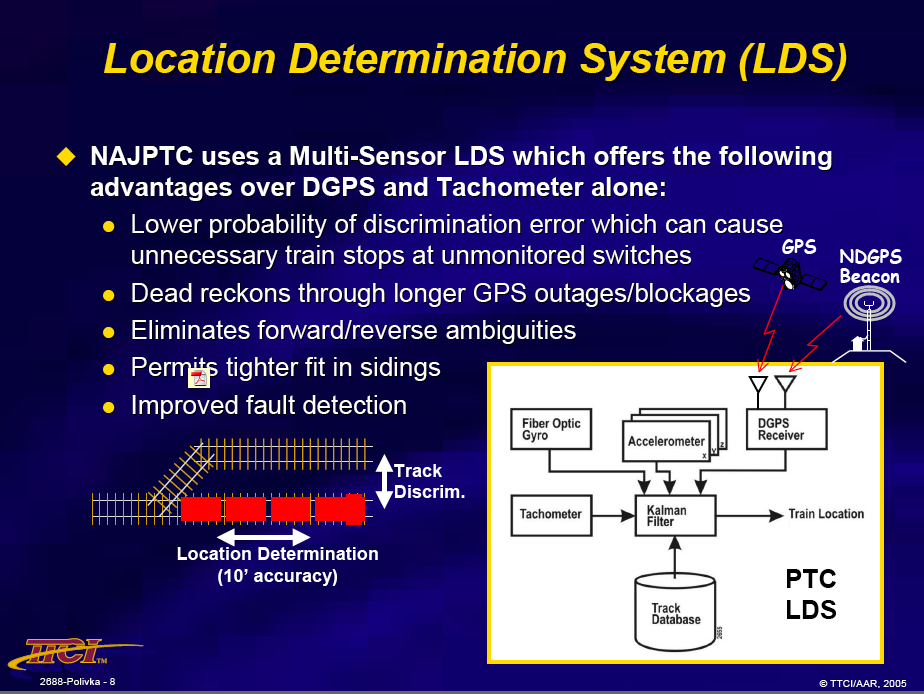 Location Determination System (LDS)
NAJPTC uses a Multi-Sensor LDS which offers the following
advantages over DGPS and Tachometer alone:
Lower probability of discrimination error which can cause
unnecessary train stops at unmonitored switches
Dead reckons through longer GPS outages/blockages
Eliminates forward/reverse ambiguities
Permits tighter fit in sidings
Improved fault detection
GPS
NDGPS
Beacon
Fiber Optic
Gyro
Accelerometer
x
y
z
DGPS
Receiver
Tachometer
Kalman
Filter
Train Location
Track
Database
2655
PTC
LDS
Track
Discrim.
Location Determination
(10’ accuracy)
TTCI
TM
2688-Polivka - 8
© TTCI/AAR, 2005